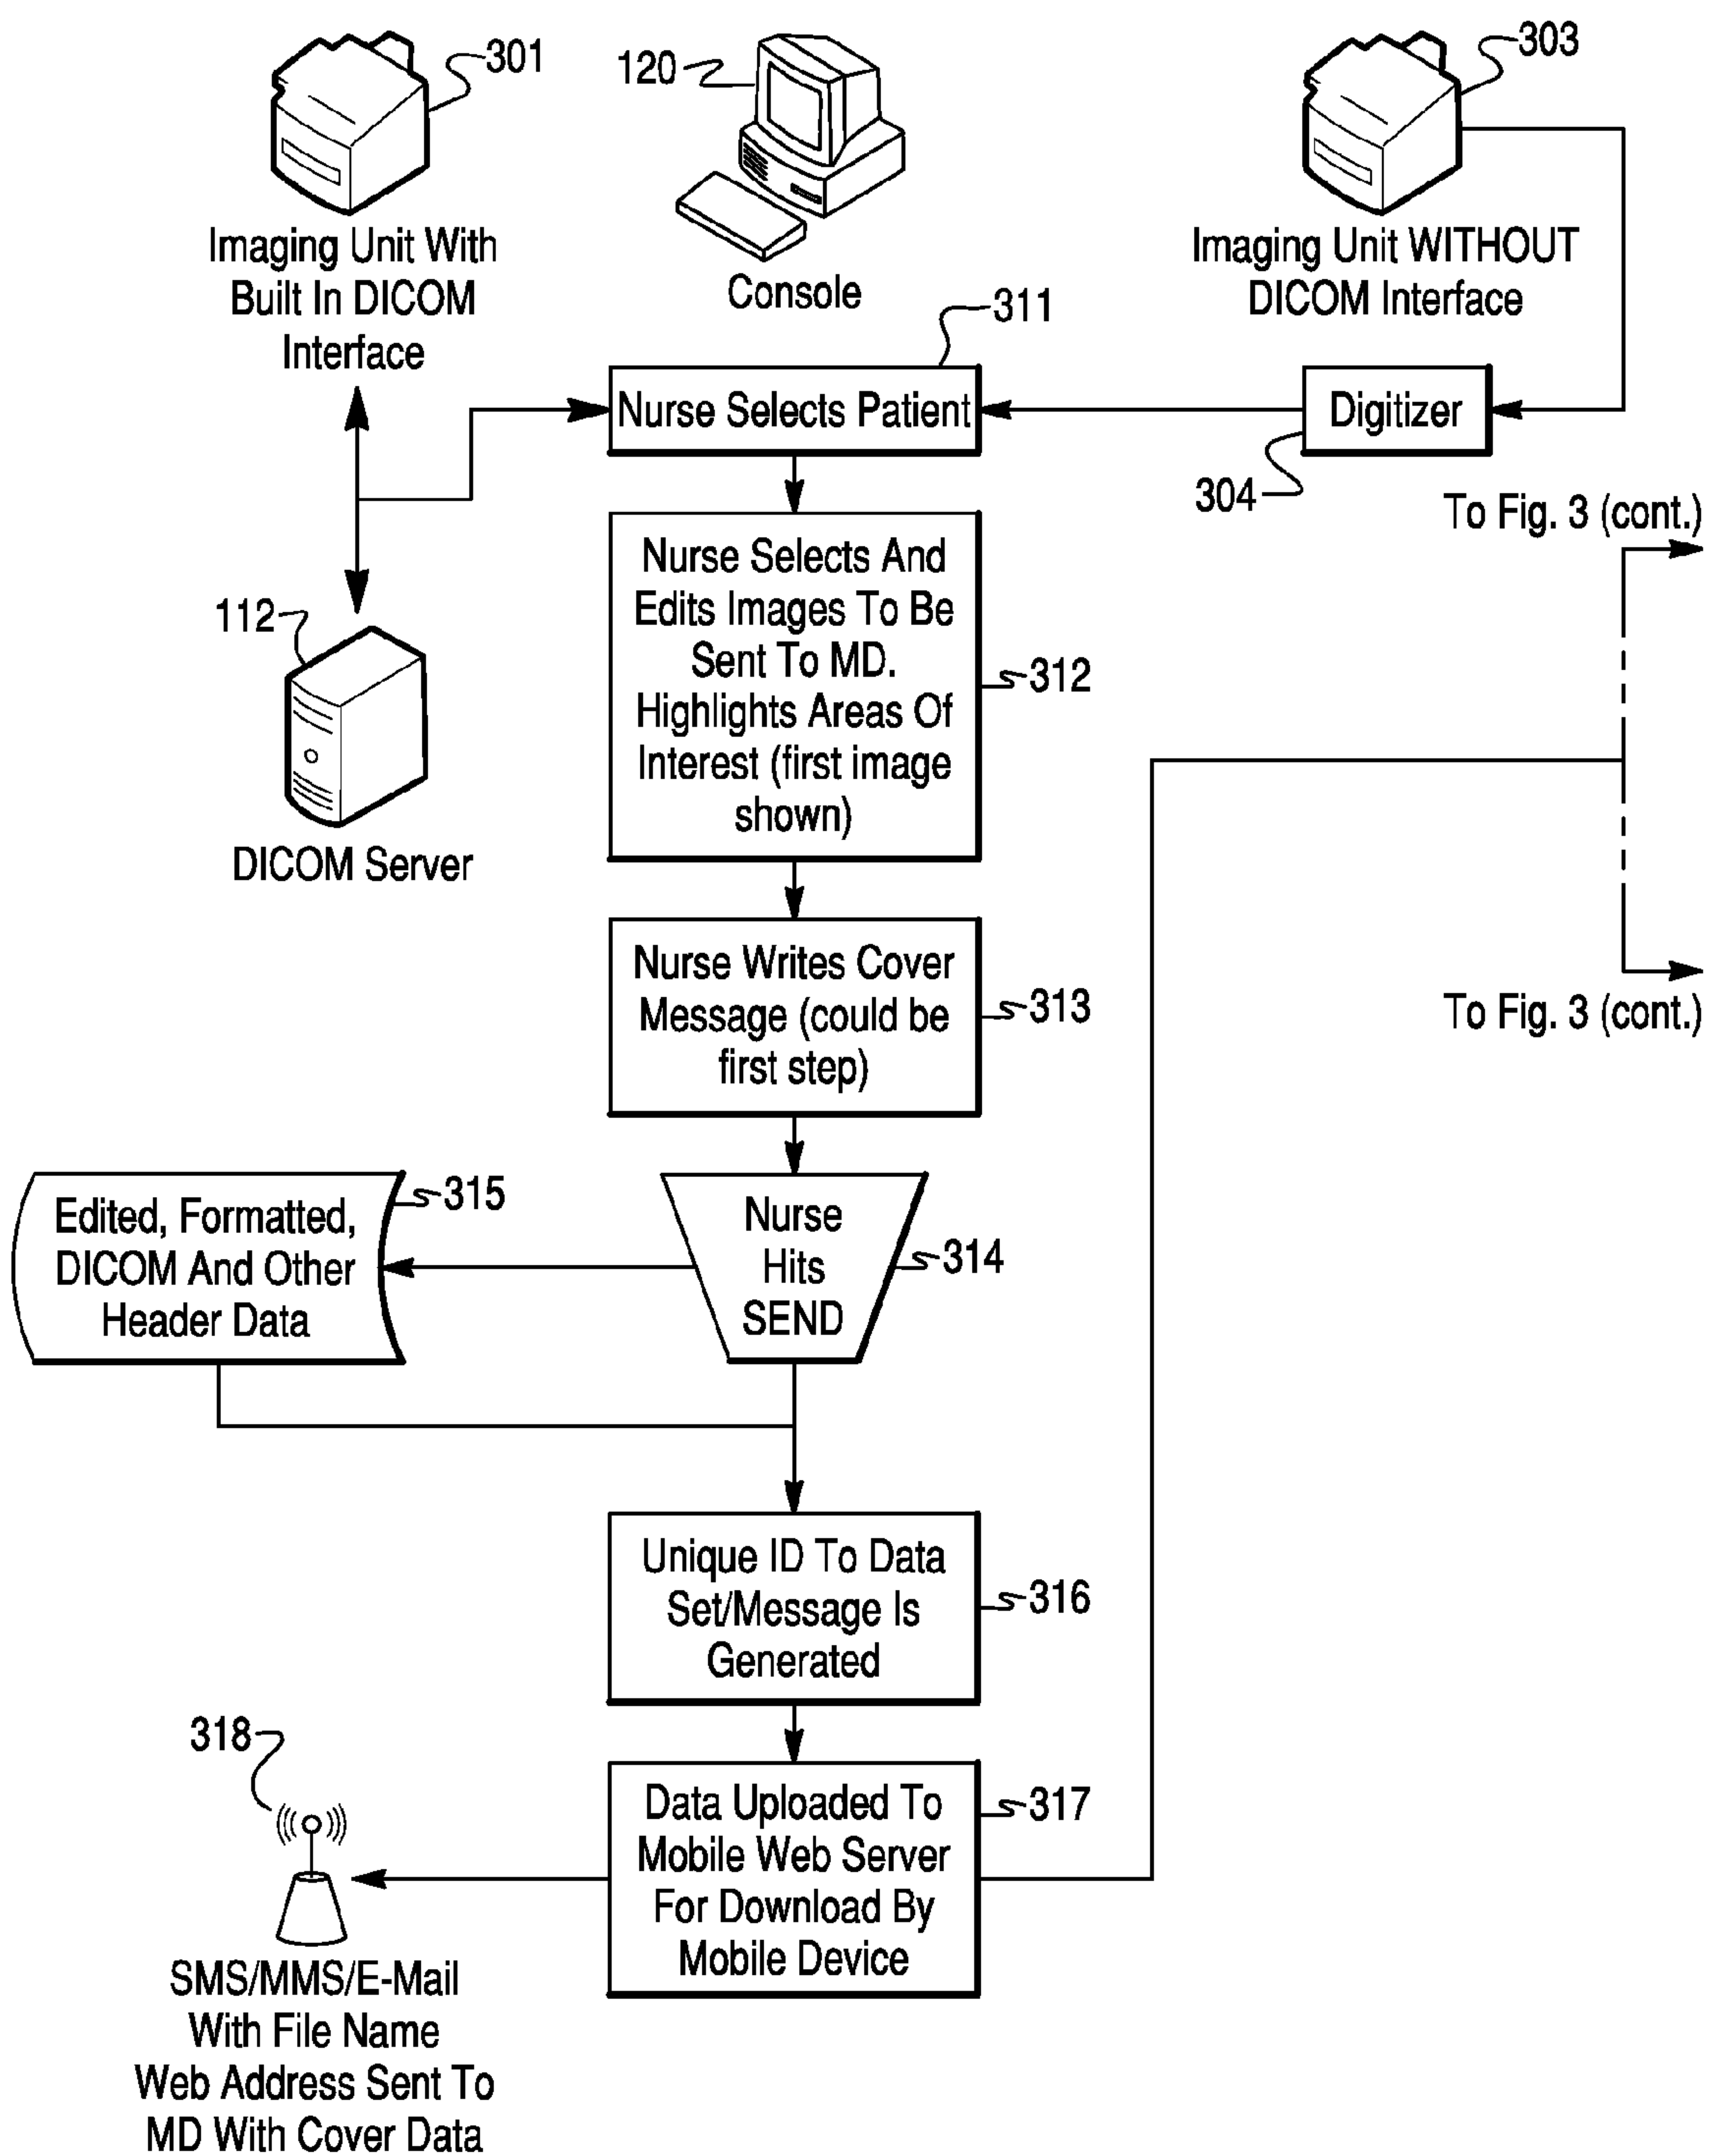 301
120
303
Imaging Unit With
Built In DICOM
Interface
Console
Imaging Unit WITHOUT
DICOM Interface
311
Nurse Selects Patient
Digitizer
304
To Fig. 3 (cont.)
112
DICOM Server
Nurse Selects And
Edits Images To Be
Sent To MD.
Highlights Areas Of
Interest (first image
shown)
312
Nurse Writes Cover
Message (could be
first step)
313
To Fig. 3 (cont.)
Edited, Formatted,
DICOM And Other
Header Data
315
Nurse
Hits
SEND
314
Unique ID To Data
Set/Message Is
Generated
316
318
Data Uploaded To
Mobile Web Server
For Download By
Mobile Device
317
SMS/MMS/E-Mail
With File Name
Web Address Sent To
MD With Cover Data